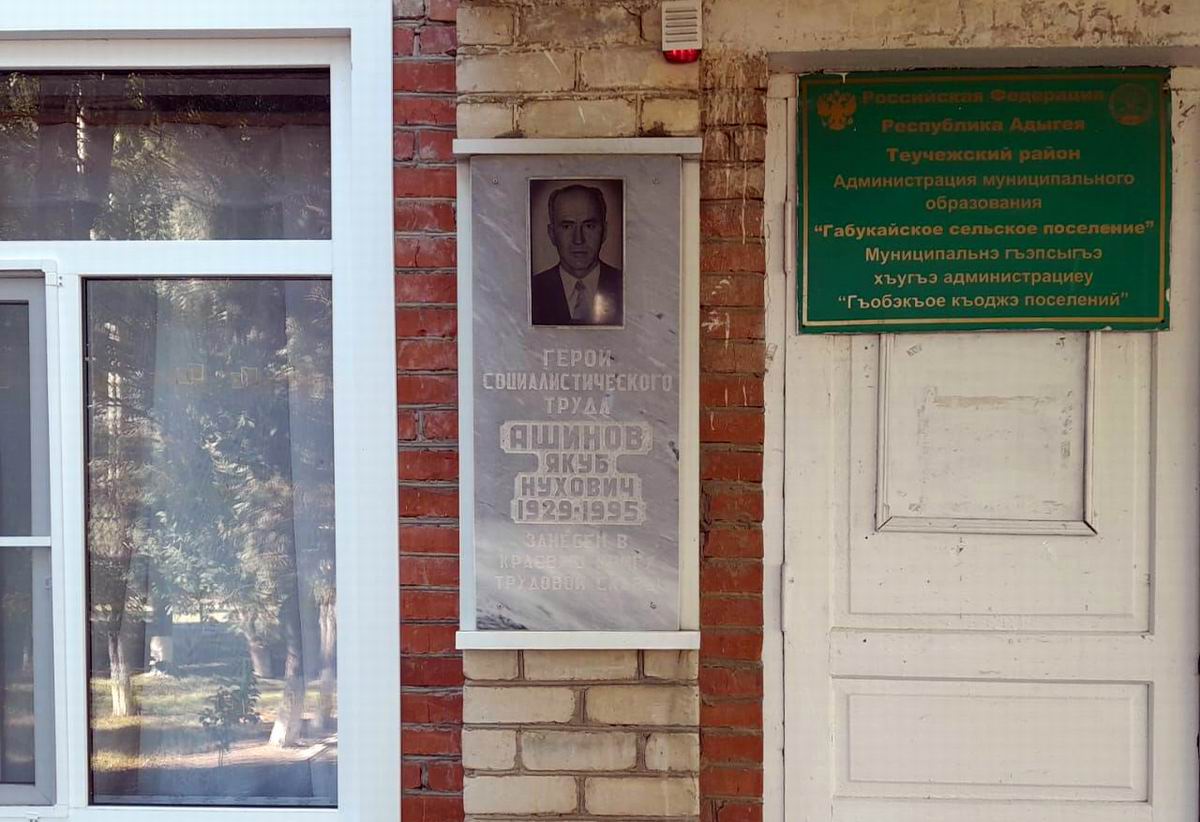 ГЕРОЙ
СОЦИАЛИСТИЧЕСКОГО
ТРУДА
АШИНОВ
ЯКУБ
НУХОВИЧ
1929-1995
ЗАНЕСЕН В
КНИГУ
ТРУДОВОЙ
Российская Федерация
Республика Адыгея
Теучежский район
Администрация муниципального
образования
“Габукайское сельское поселение”
Муниципальнэ гъэпсыгъэ
хъугъэ администрациеу
“Гъобэкъое къоджэ поселений”